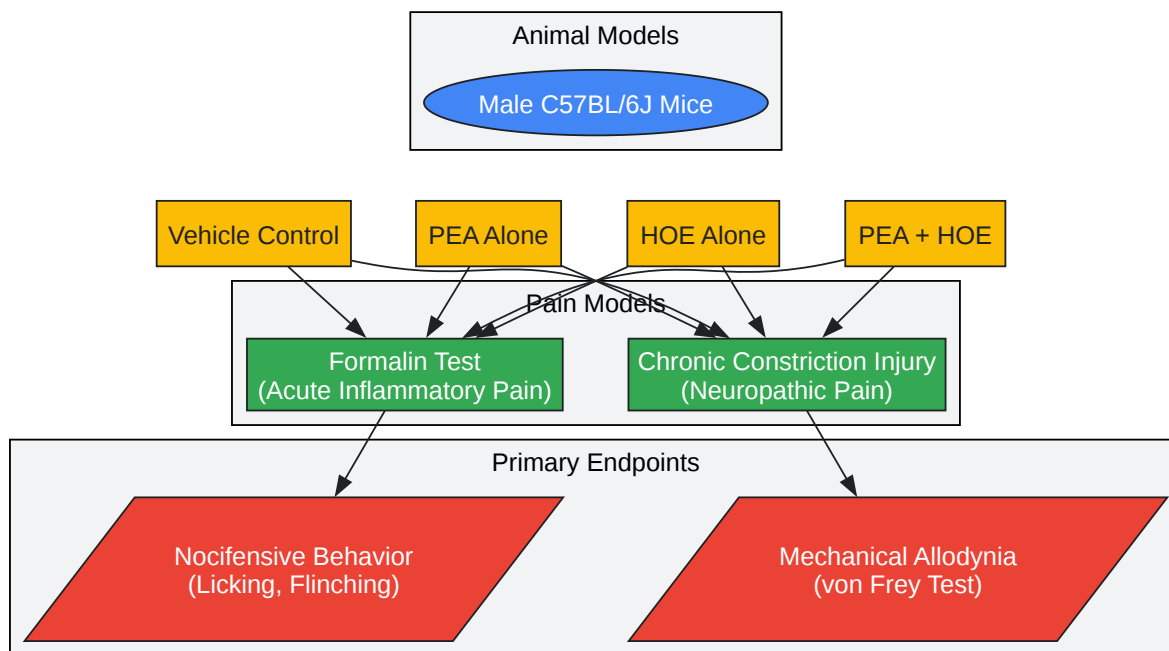 Animal Models
Male C57BL/6J Mice
Vehicle Control
PEA Alone
HOE Alone
PEA + HOE
Pain Models
Formalin Test
(Acute Inflammatory Pain)
Chronic Constriction Injury
(Neuropathic Pain)
Primary Endpoints
Nocifensive Behavior
(Licking, Flinching)
Mechanical Allodynia
(von Frey Test)